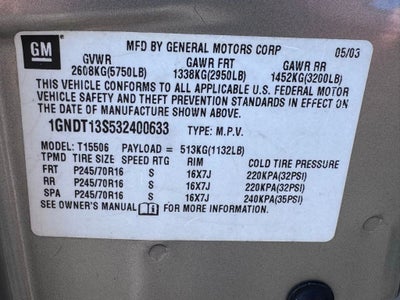 GM MFD BY GENERAL MOTORS CORP 05/03
GVWR GAWR FRT GAWR RR
2608KG(5750LB) 1338KG(2950LB) 1452KG(3200LB)
THIS VEHICLE CONFORMS TO ALL APPLICABLE U.S. FEDERAL MOTOR
VEHICLE SAFETY AND THEFT PREVENTION STANDARDS IN EFFECT ON
THE DATE OF MANUFACTURE SHOWN ABOVE.
1GNDT13S532400633 TYPE: M.P.V.
MODEL: T15506 PAYLOAD = 513KG(1132LB)
TPMD TIRE SIZE SPEED RTG RIM COLD TIRE PRESSURE
FRT P245/70R16 S 16X7J 220KPA(32PSI)
RR P245/70R16 S 16X7J 220KPA(32PSI)
SPA P245/70R16 S 16X7J 240KPA(35PSI)
SEE OWNER'S MANUAL FOR MORE INFORMATION.